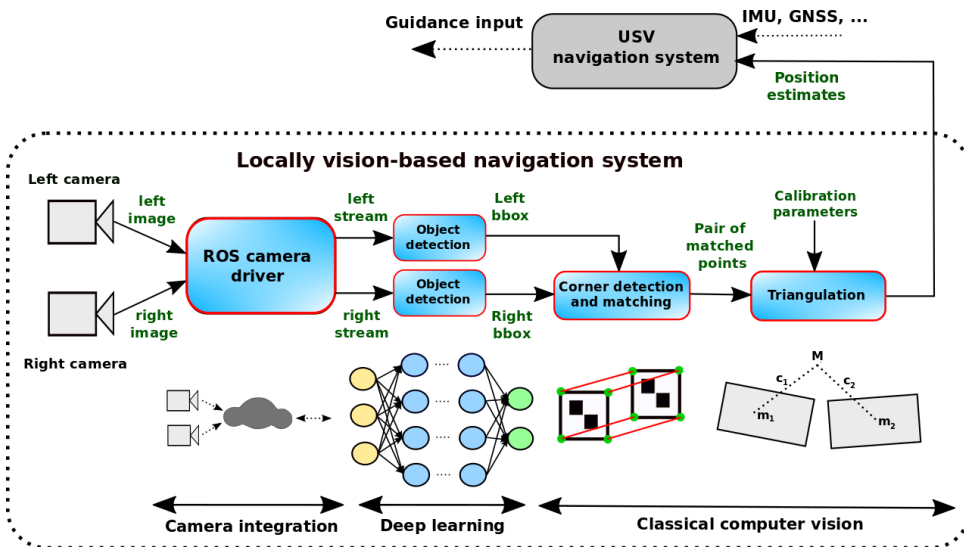 Guidance input
IMU, GNSS, ...
USV
navigation system
Position
estimates
Locally vision-based navigation system
Left camera
left
image
left
stream
Left
bbox
Calibration
parameters
ROS camera
driver
Object
detection
Pair of
matched
points
Object
detection
Corner detection
and matching
Triangulation
right
image
right
stream
Right
bbox
Right camera
M
c1
c2
m1
m2
Camera integration
Deep learning
Classical computer vision